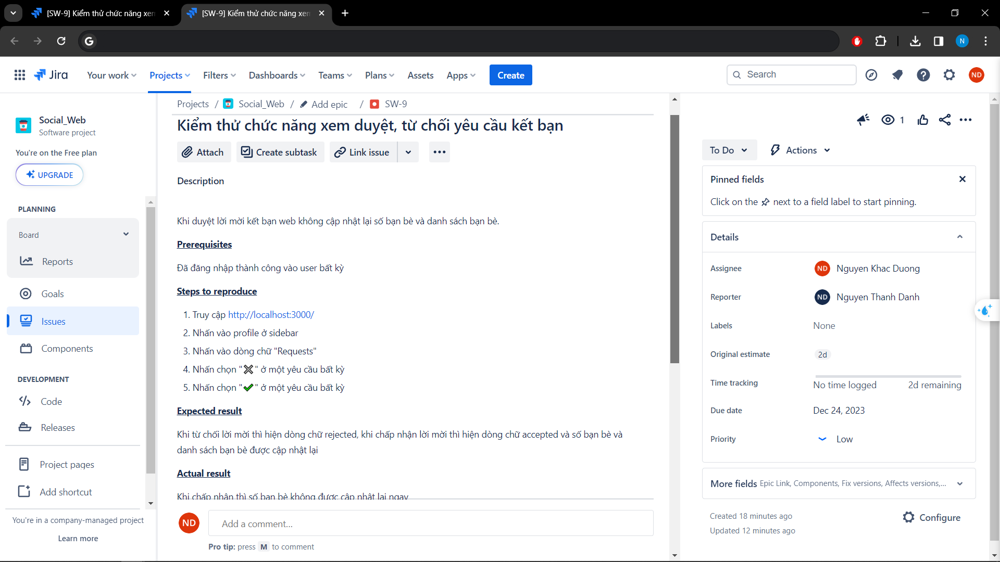 [SW-9] Kiểm thử chức năng xen
[SW-9] Kiểm thử chức năng xen
G
N
Jira
Your work
Projects
Filters
Dashboards
Teams
Plans
Assets
Apps
Create
Search
ND
Social_Web
Software project
You're on the Free plan
UPGRADE
PLANNING
Board
Reports
Goals
Issues
Components
DEVELOPMENT
Code
Releases
Project pages
Add shortcut
You're in a company-managed project
Learn more
Projects / Social_Web / Add epic / SW-9
Kiểm thử chức năng xem duyệt, từ chối yêu cầu kết bạn
Attach
Create subtask
Link issue
Description
Khi duyệt lời mời kết bạn web không cập nhật lại số bạn bè và danh sách bạn bè.
Prerequisites
Đã đăng nhập thành công vào user bất kỳ
Steps to reproduce
1. Truy cập http://localhost:3000/
2. Nhấn vào profile ở sidebar
3. Nhấn vào dòng chữ "Requests"
4. Nhấn chọn "✖" ở một yêu cầu bất kỳ
5. Nhấn chọn "✔" ở một yêu cầu bất kỳ
Expected result
Khi từ chối lời mời thì hiện dòng chữ rejected, khi chấp nhận lời mời thì hiện dòng chữ accepted và số bạn bè và
danh sách bạn bè được cập nhật lại
Actual result
Khi chấp nhận thì số bạn bè không được cập nhật lại ngay
ND
Add a comment...
Pro tip: press M to comment
1
To Do
Actions
Pinned fields
Click on the next to a field label to start pinning.
Details
Assignee
ND Nguyen Khac Duong
Reporter
ND Nguyen Thanh Danh
Labels
None
Original estimate
2d
Time tracking
No time logged
2d remaining
Due date
Dec 24, 2023
Priority
Low
More fields Epic Link, Components, Fix versions, Affects versions,...
Created 18 minutes ago
Updated 12 minutes ago
Configure